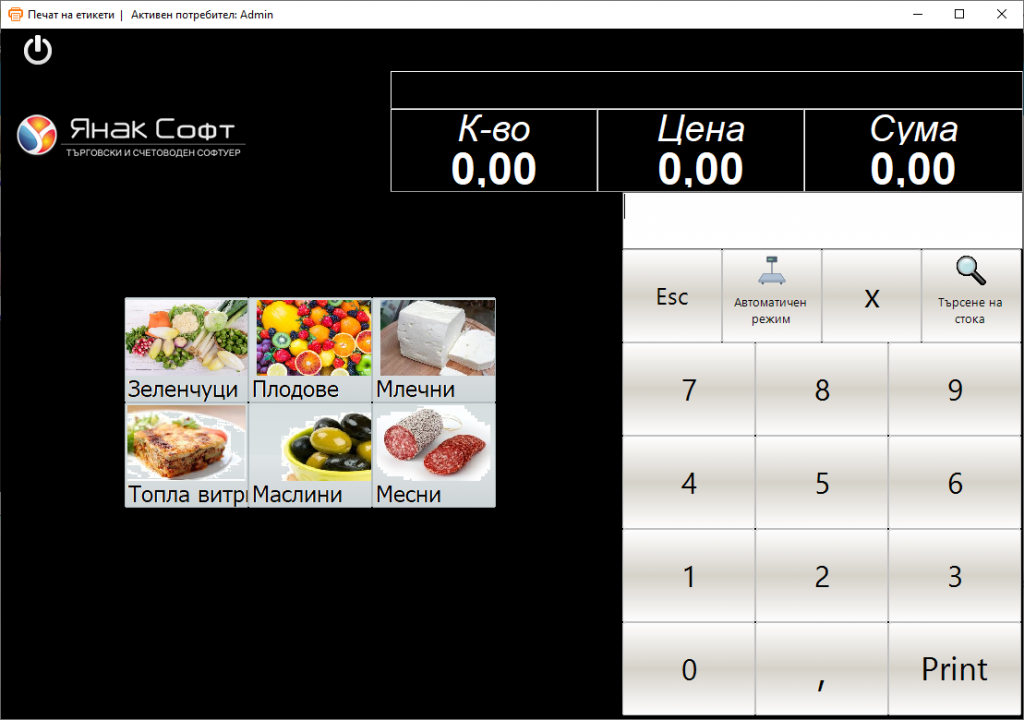 Печат на етикети | Активен потребител: Admin
Янак Софт
ТЪРГОВСКИ И СЧЕТОВОДЕН СОФТУЕР
К-во Цена Сума
0,00 0,00 0,00
Esc
Автоматичен
режим
X
Търсене на
стока
7 8 9
4 5 6
1 2 3
0 , Print
Зеленчуци Плодове Млечни
Топла витр Маслини Месни